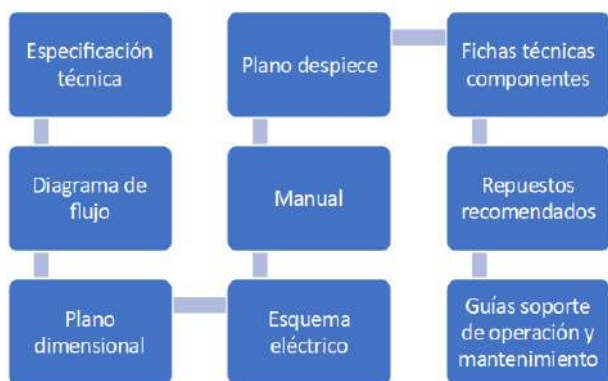 Especificación
técnica
Diagrama de
flujo
Plano
dimensional
Esquema
eléctrico
Manual
Plano despiece
Fichas técnicas
componentes
Repuestos
recomendados
Guías soporte
de operación y
mantenimiento